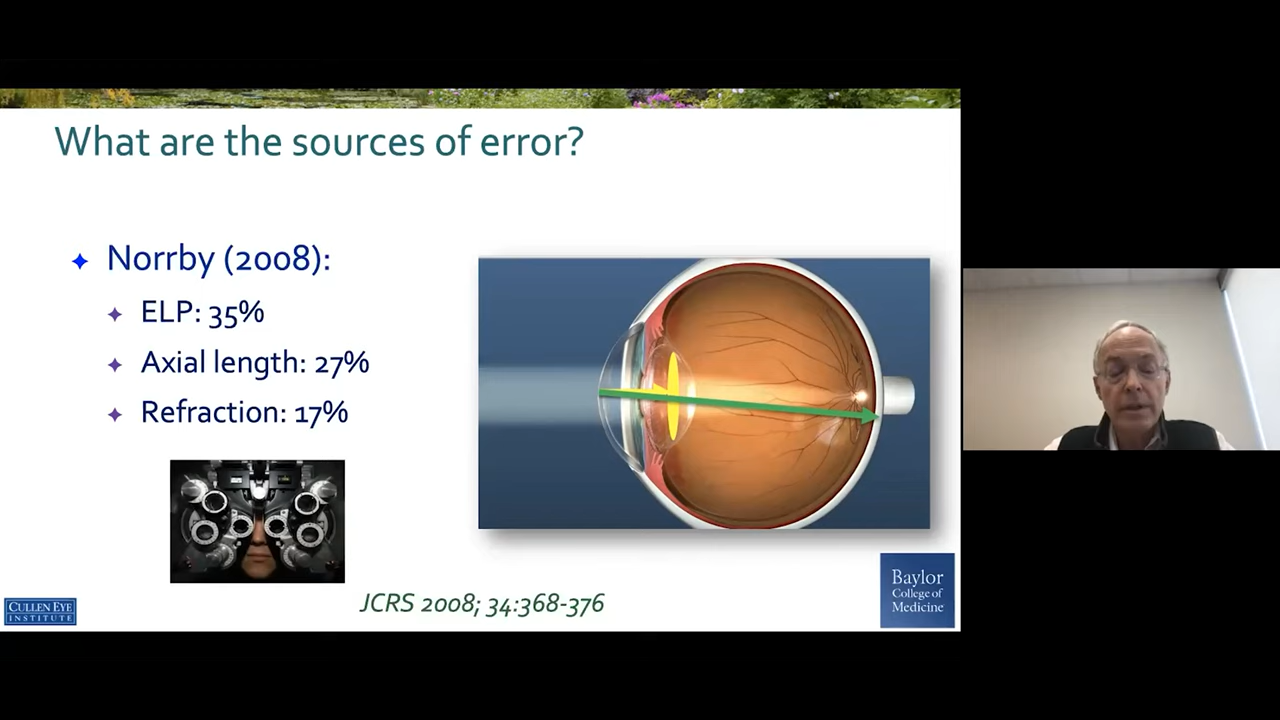 What are the sources of error?
Norrby (2008):
ELP: 35%
Axial length: 27%
Refraction: 17%
JCRS 2008; 34:368-376
CULLEN EYE
INSTITUTE
Baylor
College of
Medicine